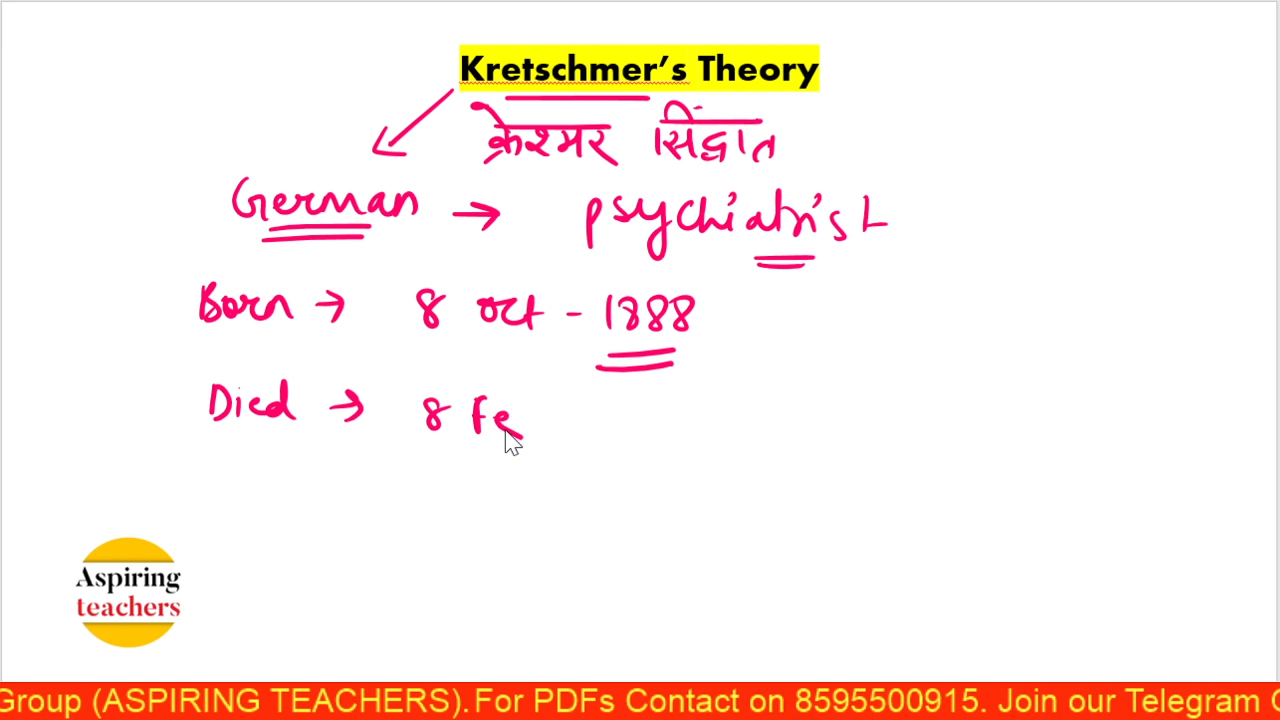 Kretschmer's Theory
क्रेश्मर सिद्धांत
German → psychiatrist
Born → 8 Oct - 1888
Died → 8 Fe
Aspiring
teachers
Group (ASPIRING TEACHERS).For PDFs Contact on 8595500915. Join our Telegram